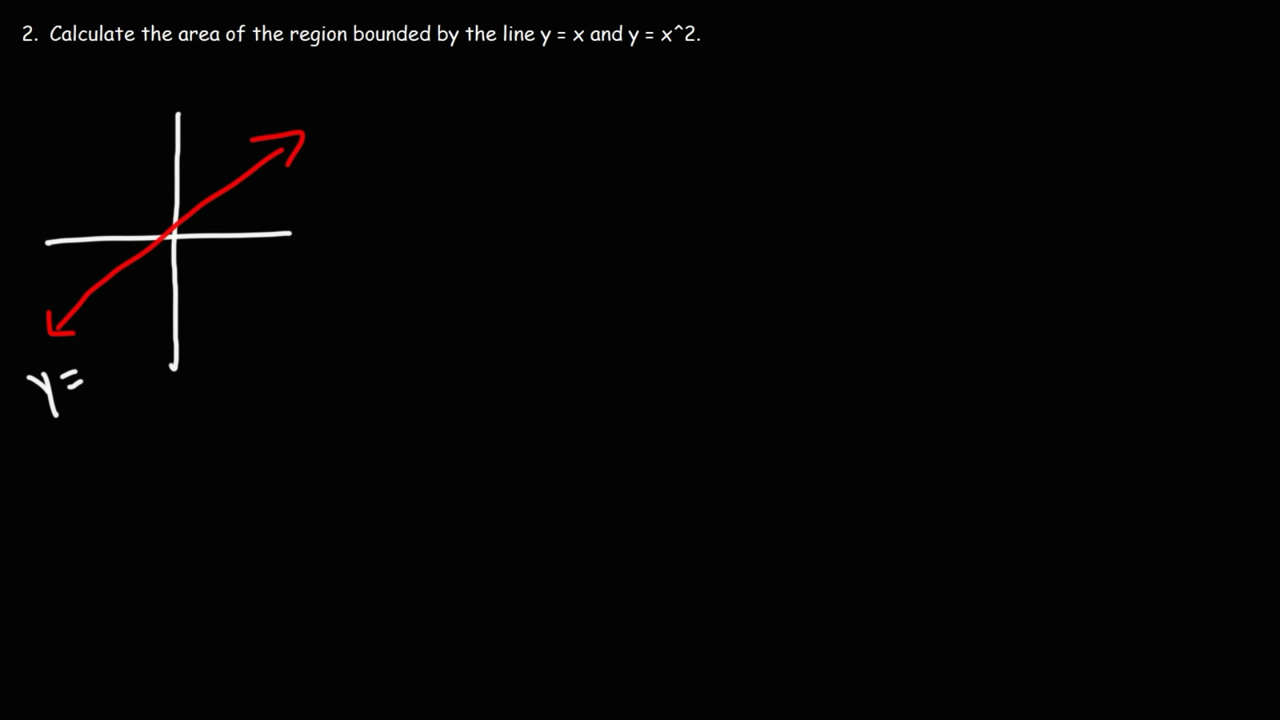 2. Calculate the area of the region bounded by the line y = x and y = x^2.
y=